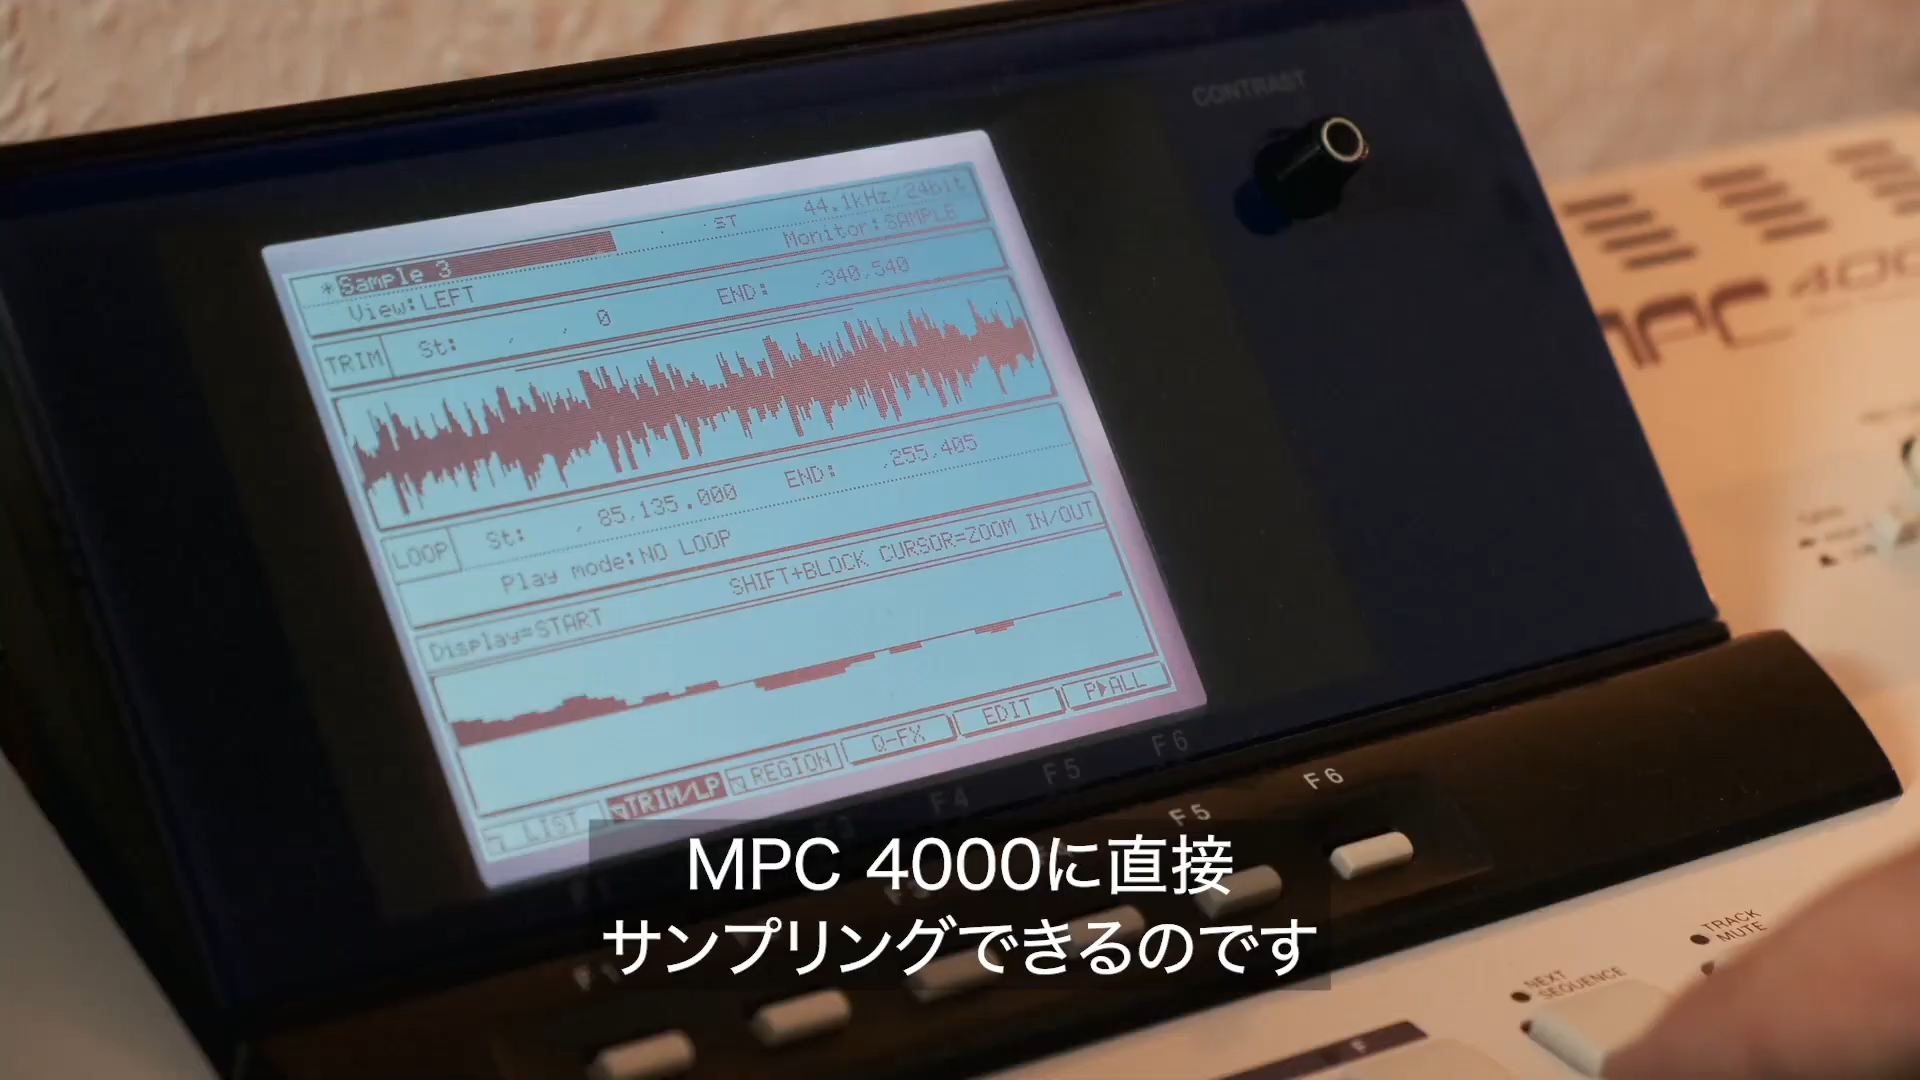 CONTRAST
*Sample 3
ST
44.1kHz/24bit
View:LEFT
Monitor:SAMPLE
TRIM
St: , , 0
END: ,340,540
LOOP
St: , 85,135.000
END: ,255,405
Play mode:NO LOOP
Display=START
SHIFT+BLOCK CURSOR=ZOOM IN/OUT
LIST
TRIM/LP
REGION
Q-FX
EDIT
P▶ALL
F4
F5
F6
F5
F6
MPC 400
MPC 4000に直接
サンプリングできるのです
TRACK
MUTE
NEXT
SEQUENCE
F